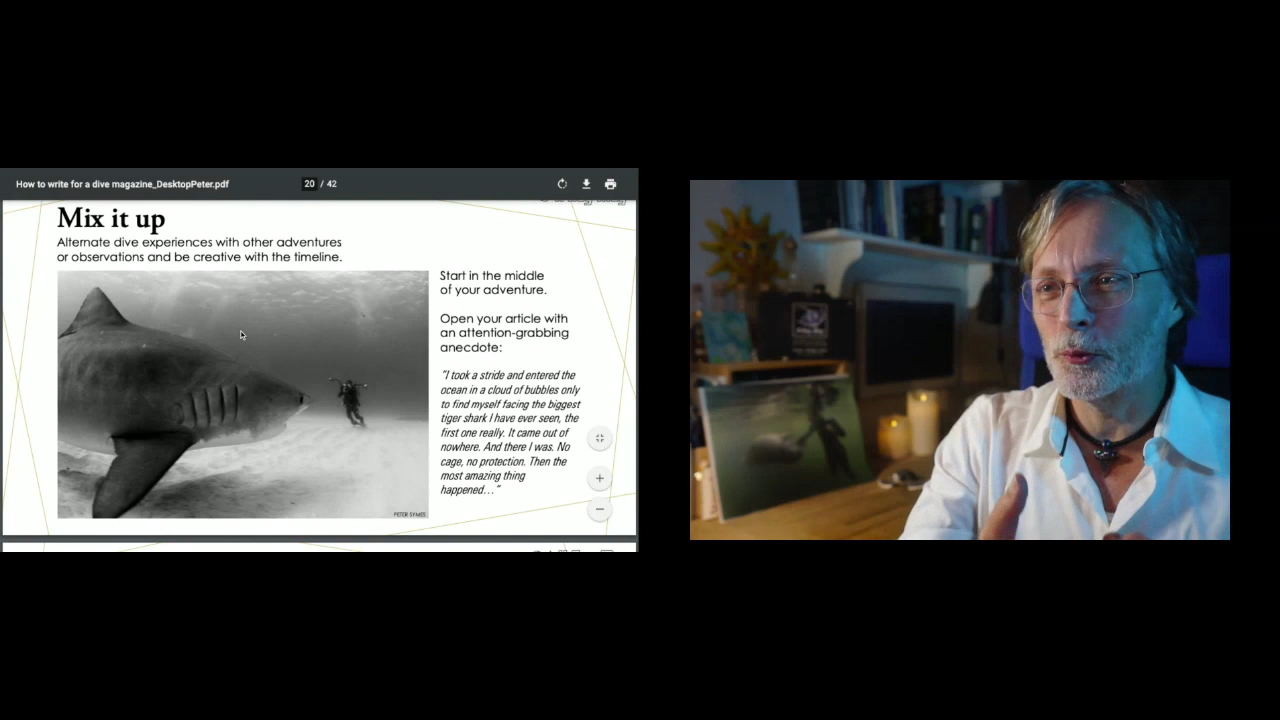 How to write for a dive magazine_DesktopPeter.pdf
20 / 42
Mix it up
Alternate dive experiences with other adventures
or observations and be creative with the timeline.
Start in the middle
of your adventure.
Open your article with
an attention-grabbing
anecdote:
"I took a stride and entered the
ocean in a cloud of bubbles only
to find myself facing the biggest
tiger shark I have ever seen, the
first one really. It came out of
nowhere. And there I was. No
cage, no protection. Then the
most amazing thing
happened…"
PETER SYMES